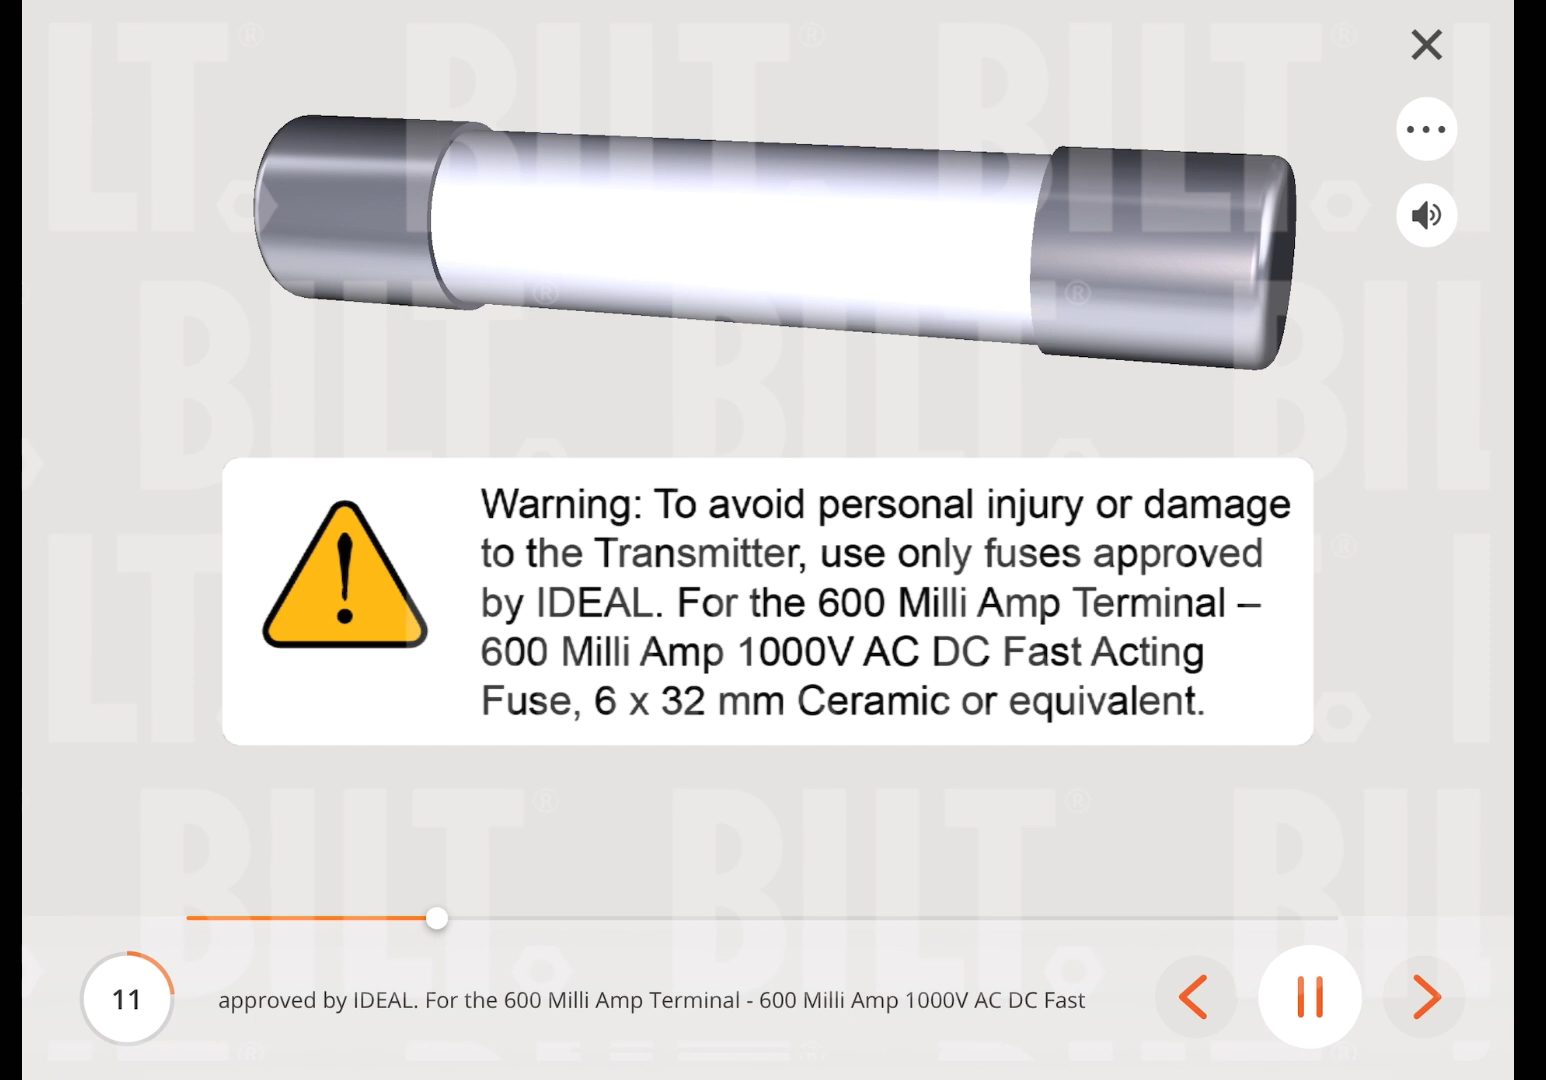 Warning: To avoid personal injury or damage
to the Transmitter, use only fuses approved
by IDEAL. For the 600 Milli Amp Terminal –
600 Milli Amp 1000V AC DC Fast Acting
Fuse, 6 x 32 mm Ceramic or equivalent.
11
approved by IDEAL. For the 600 Milli Amp Terminal - 600 Milli Amp 1000V AC DC Fast
BILT.®